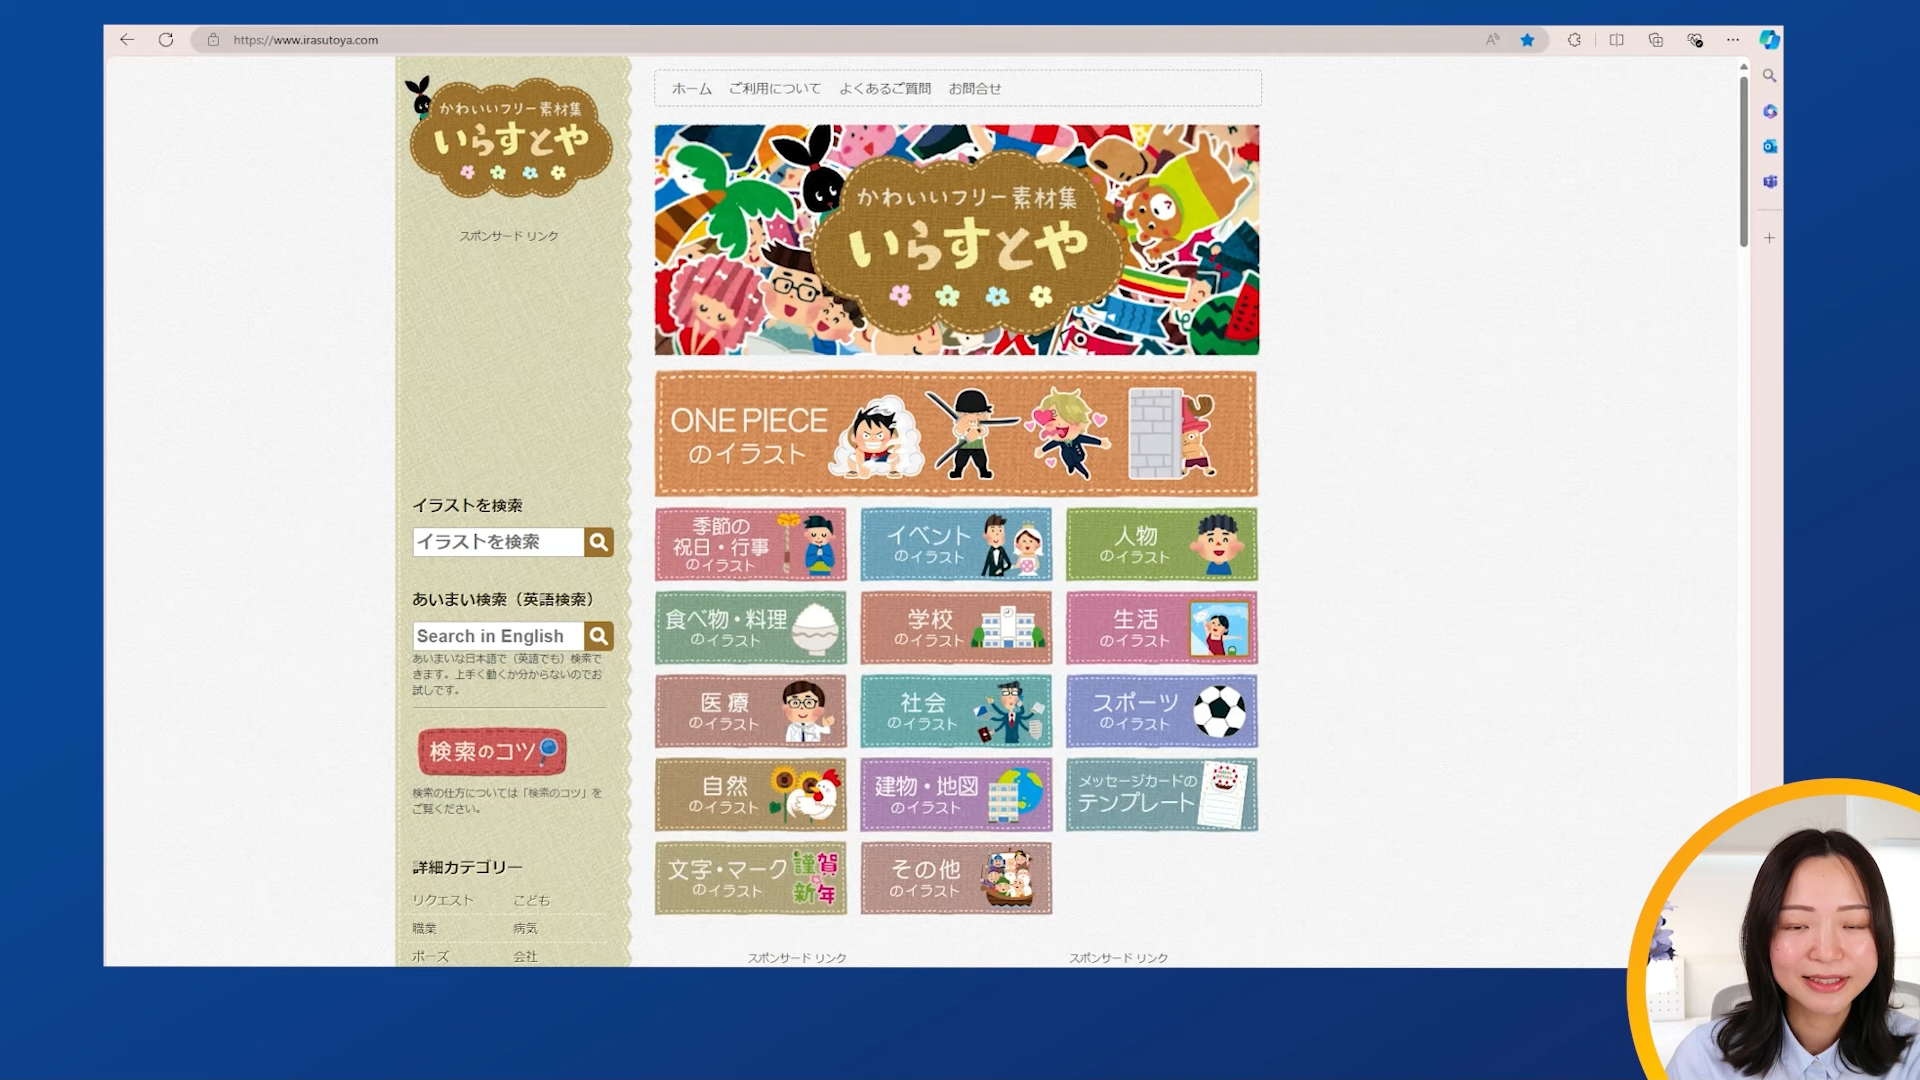 https://www.irasutoya.com
かわいいフリー素材集
いらすとや
スポンサード リンク
イラストを検索
イラストを検索
あいまい検索（英語検索）
Search in English
あいまいな日本語で（英語でも）検索で
きます。上手く動くか分からないのでお
試しです。
検索のコツ
検索の仕方については「検索のコツ」を
ご覧ください。
詳細カテゴリー
リクエスト こども
職業 病気
ポーズ 会社
ホーム ご利用について よくあるご質問 お問合せ
かわいいフリー素材集
いらすとや
ONE PIECE
のイラスト
季節の
祝日・行事
のイラスト
イベント
のイラスト
人物
のイラスト
食べ物・料理
のイラスト
学校
のイラスト
生活
のイラスト
医療
のイラスト
社会
のイラスト
スポーツ
のイラスト
自然
のイラスト
建物・地図
のイラスト
メッセージカードの
テンプレート
文字・マーク
のイラスト
謹賀
新年
その他
のイラスト
スポンサード リンク スポンサード リンク